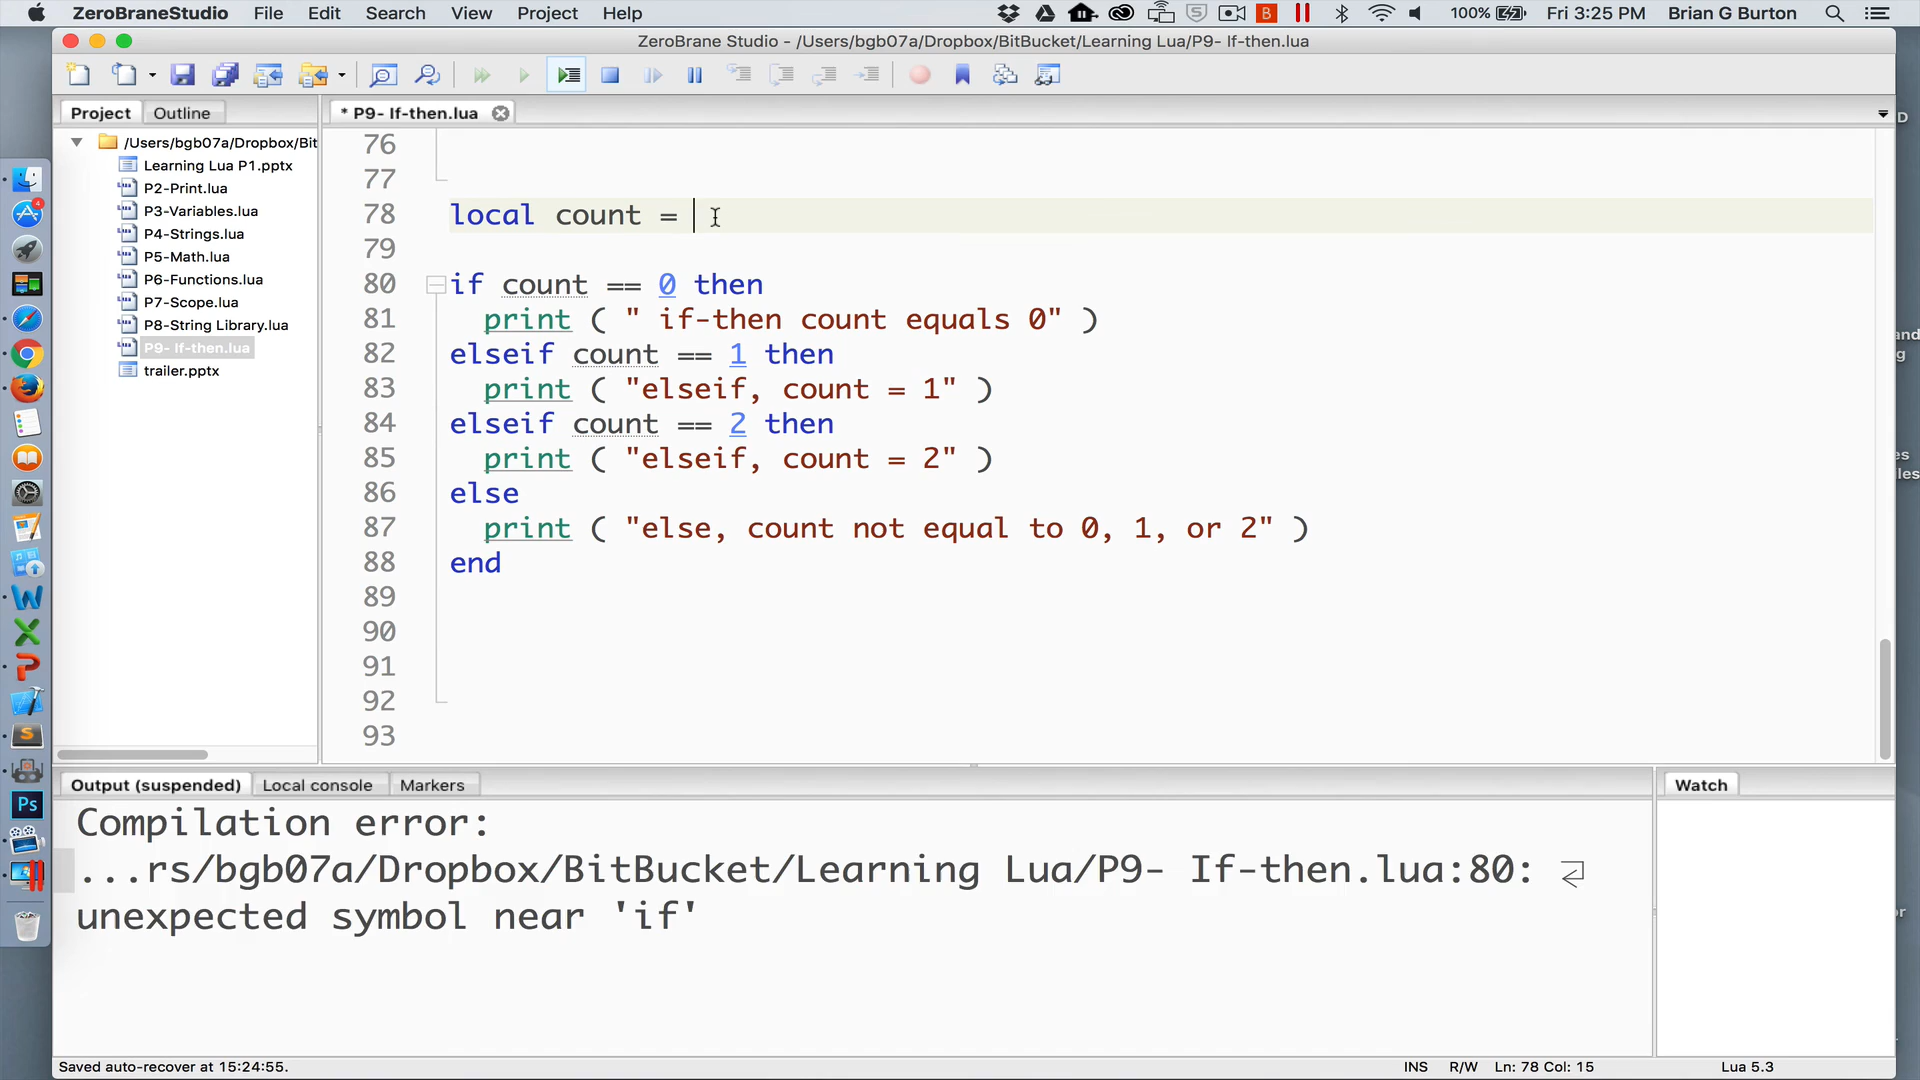 ZeroBraneStudio File Edit Search View Project Help B 100% Fri 3:25 PM Brian G Burton
ZeroBrane Studio - /Users/bgb07a/Dropbox/BitBucket/Learning Lua/P9- If-then.lua
Project Outline * P9- If-then.lua
/Users/bgb07a/Dropbox/Bit
Learning Lua P1.pptx
P2-Print.lua
P3-Variables.lua
P4-Strings.lua
P5-Math.lua
P6-Functions.lua
P7-Scope.lua
P8-String Library.lua
P9- If-then.lua
trailer.pptx
76
77
78 local count =
79
80 if count == 0 then
81 print ( " if-then count equals 0" )
82 elseif count == 1 then
83 print ( "elseif, count = 1" )
84 elseif count == 2 then
85 print ( "elseif, count = 2" )
86 else
87 print ( "else, count not equal to 0, 1, or 2" )
88 end
89
90
91
92
93
Output (suspended) Local console Markers Watch
Compilation error:
...rs/bgb07a/Dropbox/BitBucket/Learning Lua/P9- If-then.lua:80:
unexpected symbol near 'if'
Saved auto-recover at 15:24:55. INS R/W Ln: 78 Col: 15 Lua 5.3